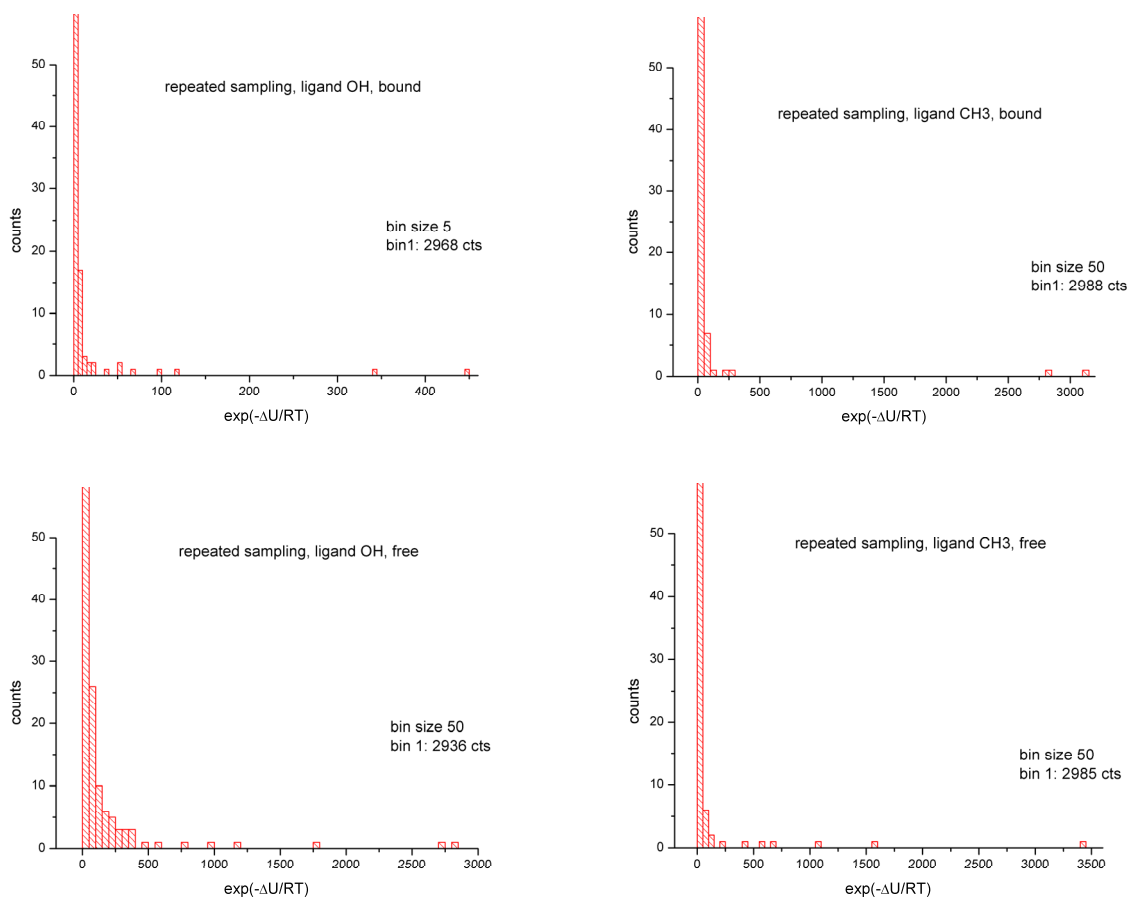 repeated sampling, ligand OH, bound
bin size 5
bin1: 2968 cts
counts
50
40
30
20
10
0
0
100
200
300
400
exp(-ΔU/RT)
repeated sampling, ligand CH3, bound
bin size 50
bin1: 2988 cts
counts
50
40
30
20
10
0
0
500
1000
1500
2000
2500
3000
exp(-ΔU/RT)
repeated sampling, ligand OH, free
bin size 50
bin 1: 2936 cts
counts
50
40
30
20
10
0
0
500
1000
1500
2000
2500
3000
exp(-ΔU/RT)
repeated sampling, ligand CH3, free
bin size 50
bin 1: 2985 cts
counts
50
40
30
20
10
0
0
500
1000
1500
2000
2500
3000
3500
exp(-ΔU/RT)